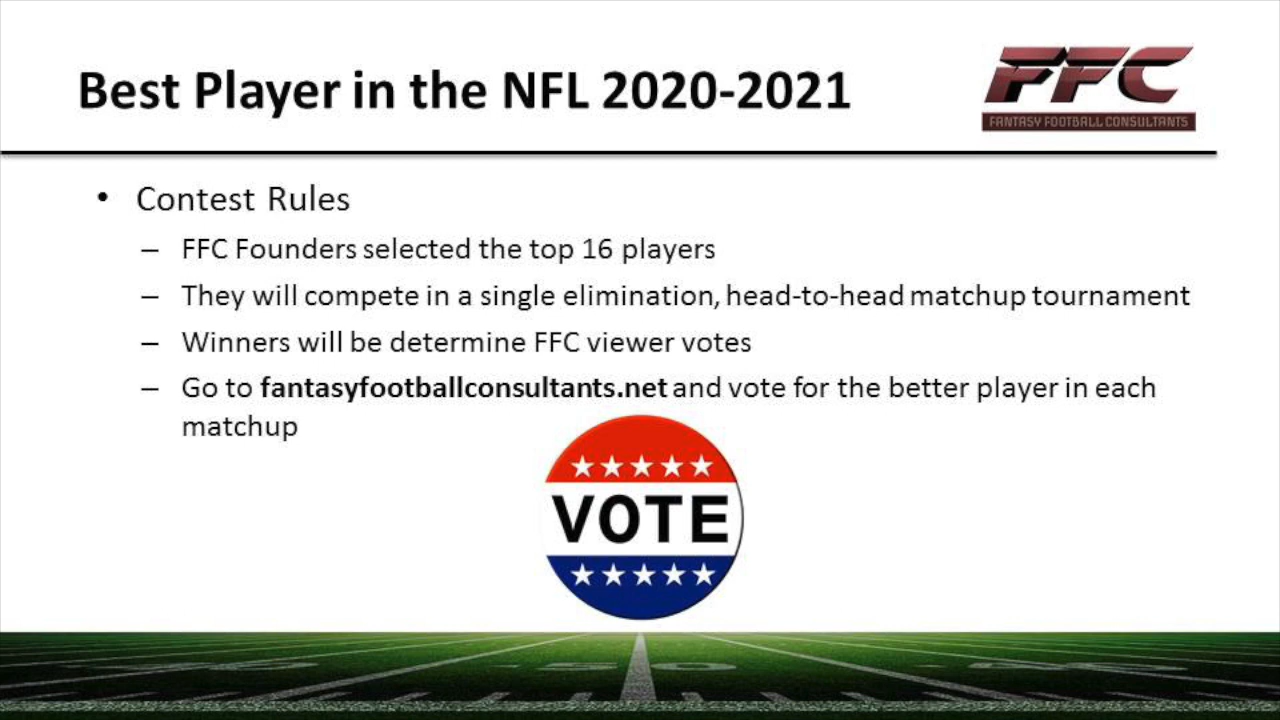 Best Player in the NFL 2020-2021
FFC
FANTASY FOOTBALL CONSULTANTS
• Contest Rules
– FFC Founders selected the top 16 players
– They will compete in a single elimination, head-to-head matchup tournament
– Winners will be determine FFC viewer votes
– Go to fantasyfootballconsultants.net and vote for the better player in each
matchup
VOTE
50